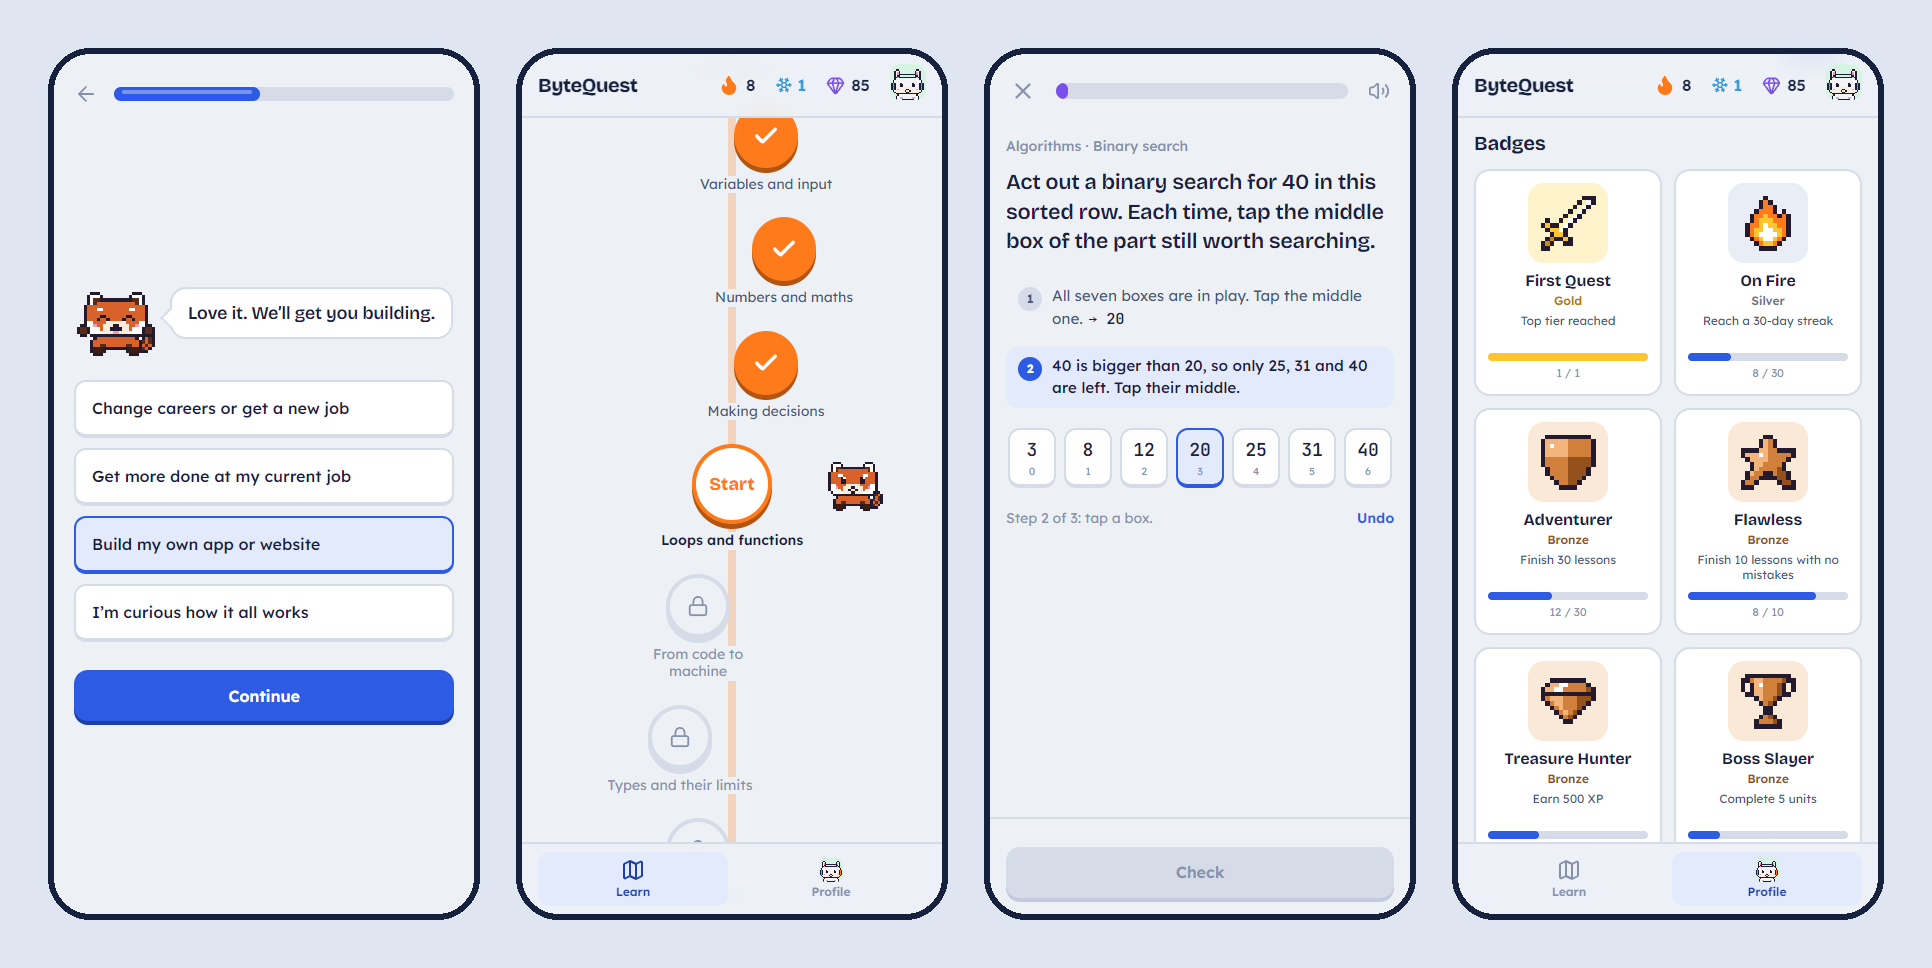 Love it. We'll get you building.
Change careers or get a new job
Get more done at my current job
Build my own app or website
I'm curious how it all works
Continue
ByteQuest
8
1
85
Variables and input
Numbers and maths
Making decisions
Start
Loops and functions
From code to
machine
Types and their limits
Learn
Profile
Algorithms · Binary search
Act out a binary search for 40 in this
sorted row. Each time, tap the middle
box of the part still worth searching.
1
All seven boxes are in play. Tap the middle
one. → 20
2
40 is bigger than 20, so only 25, 31 and 40
are left. Tap their middle.
3 8 12 20 25 31 40
0 1 2 3 4 5 6
Step 2 of 3: tap a box.
Undo
Check
ByteQuest
8
1
85
Badges
First Quest
Gold
Top tier reached
1 / 1
On Fire
Silver
Reach a 30-day streak
8 / 30
Adventurer
Bronze
Finish 30 lessons
12 / 30
Flawless
Bronze
Finish 10 lessons with no
mistakes
8 / 10
Treasure Hunter
Bronze
Earn 500 XP
Boss Slayer
Bronze
Complete 5 units
Learn
Profile